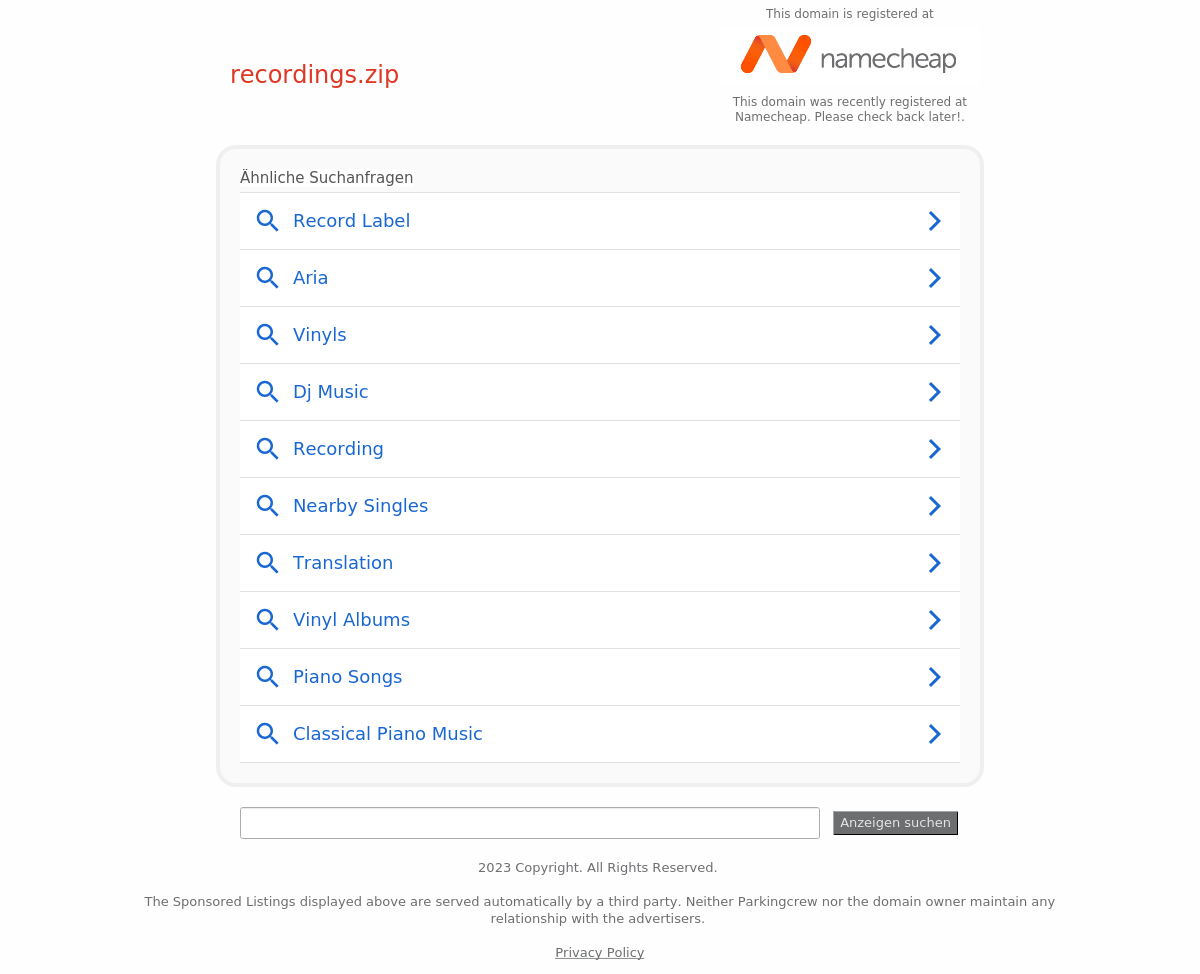 This domain is registered at
namecheap
recordings.zip
This domain was recently registered at
Namecheap. Please check back later!.
Ähnliche Suchanfragen
Record Label
Aria
Vinyls
Dj Music
Recording
Nearby Singles
Translation
Vinyl Albums
Piano Songs
Classical Piano Music
Anzeigen suchen
2023 Copyright. All Rights Reserved.
The Sponsored Listings displayed above are served automatically by a third party. Neither Parkingcrew nor the domain owner maintain any
relationship with the advertisers.
Privacy Policy